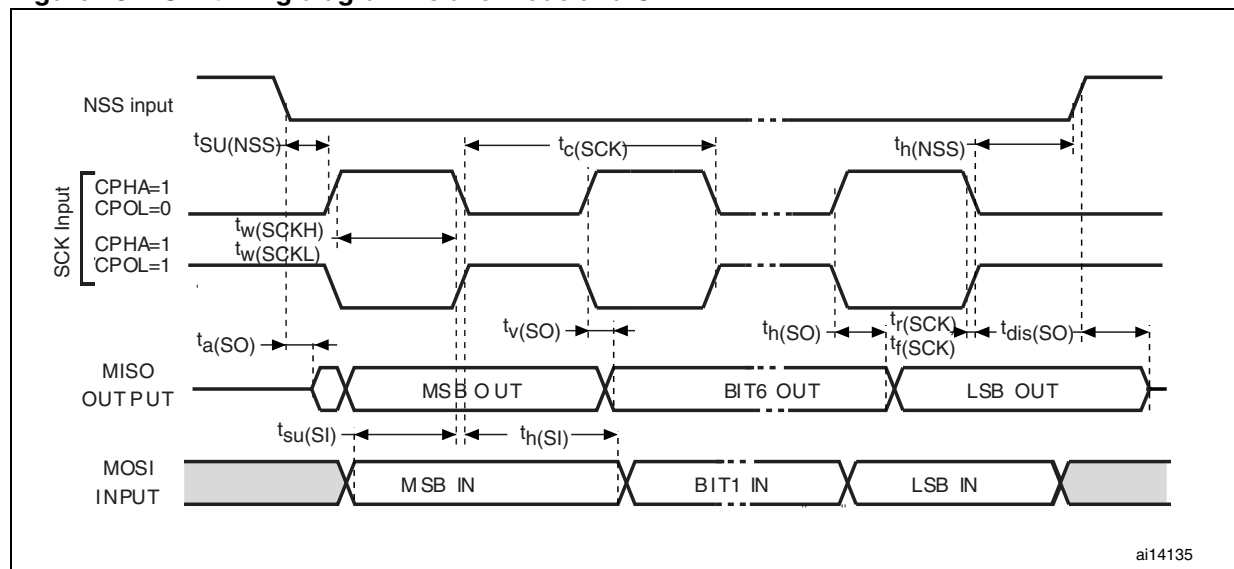 NSS input
tSU(NSS)
tc(SCK)
th(NSS)
SCK Input
CPHA=1
CPOL=0
tw(SCKH)
CPHA=1
tw(SCKL)
CPOL=1
ta(SO)
tv(SO)
th(SO)
tr(SCK)
tf(SCK)
tdis(SO)
MISO
OUTPUT
MSB OUT
BIT6 OUT
LSB OUT
tsu(SI)
th(SI)
MOSI
INPUT
MSB IN
BIT1 IN
LSB IN
ai14135